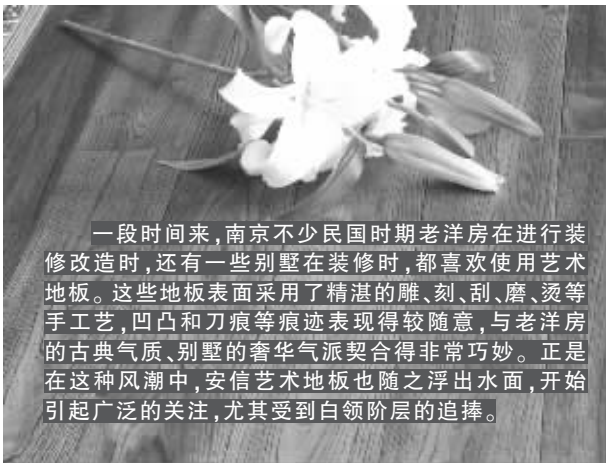 一段时间来,南京不少民国时期老洋房在进行装
修改造时,还有一些别墅在装修时,都喜欢使用艺术
地板。这些地板表面采用了精湛的雕、刻、刮、磨、烫等
手工艺,凹凸和刀痕等痕迹表现得较随意,与老洋房
的古典气质、别墅的奢华气派契合得非常巧妙。正是
在这种风潮中,安信艺术地板也随之浮出水面,开始
引起广泛的关注,尤其受到白领阶层的追捧。